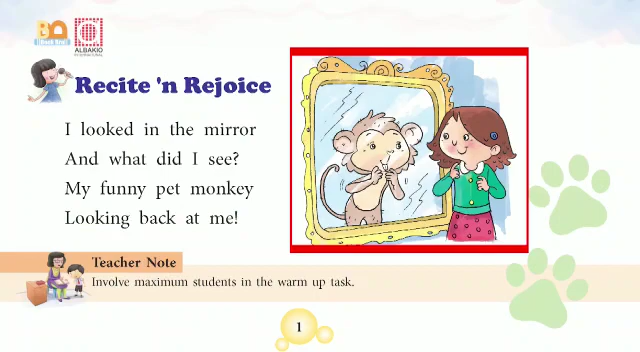 ALBAKIO
Recite 'n Rejoice
I looked in the mirror
And what did I see?
My funny pet monkey
Looking back at me!
Teacher Note
Involve maximum students in the warm up task.
1